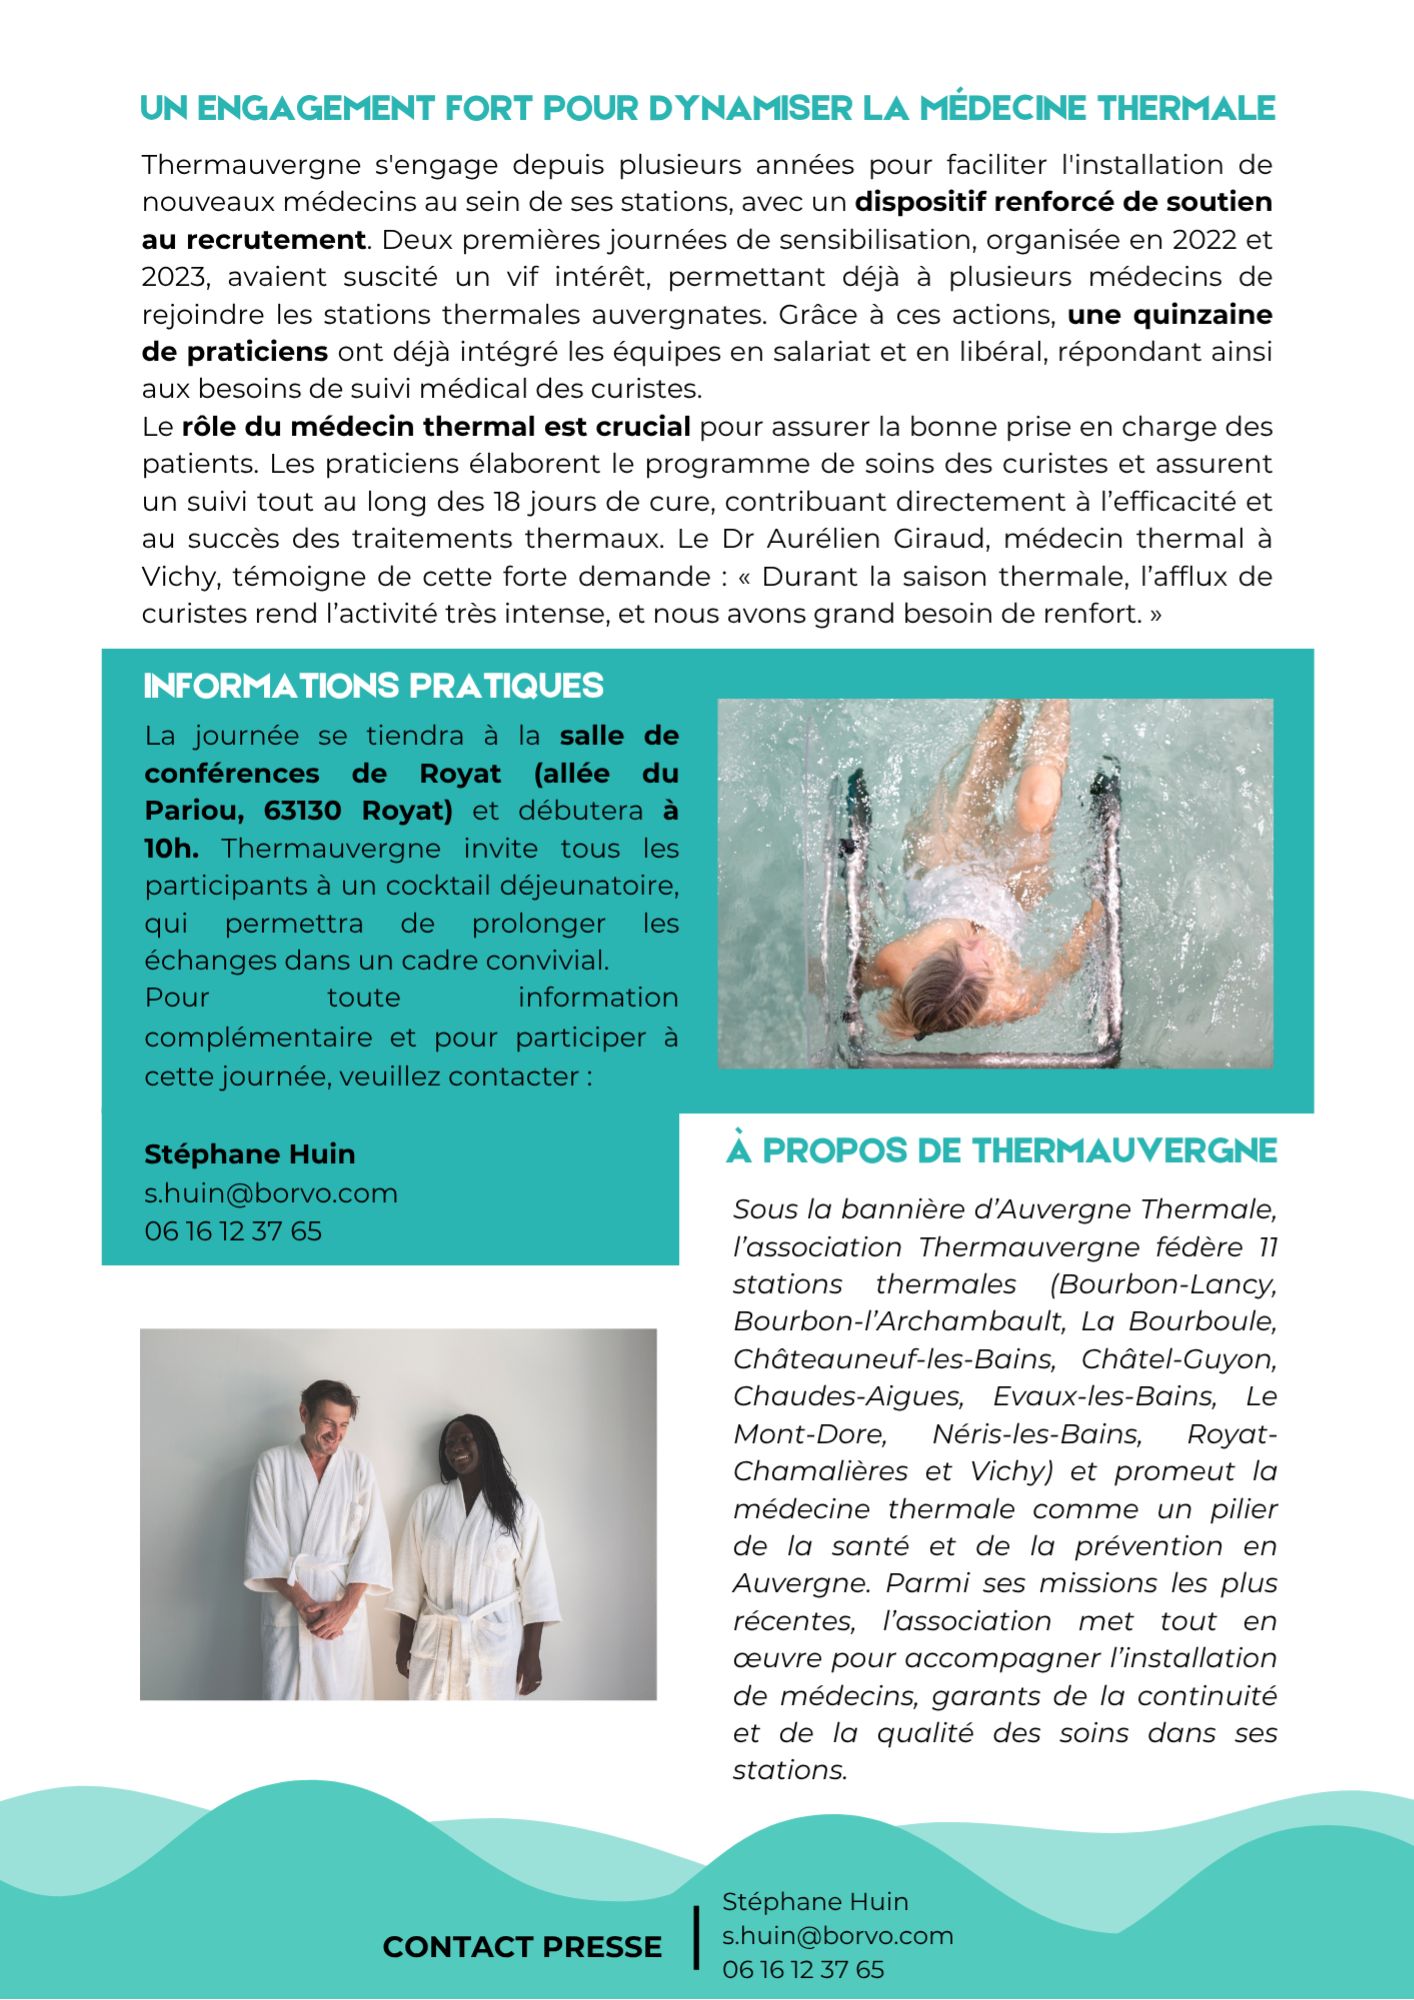 UN ENGAGEMENT FORT POUR DYNAMISER LA MÉDECINE THERMALE
Thermauvergne s'engage depuis plusieurs années pour faciliter l'installation de
nouveaux médecins au sein de ses stations, avec un dispositif renforcé de soutien
au recrutement. Deux premières journées de sensibilisation, organisée en 2022 et
2023, avaient suscité un vif intérêt, permettant déjà à plusieurs médecins de
rejoindre les stations thermales auvergnates. Grâce à ces actions, une quinzaine
de praticiens ont déjà intégré les équipes en salariat et en libéral, répondant ainsi
aux besoins de suivi médical des curistes.
Le rôle du médecin thermal est crucial pour assurer la bonne prise en charge des
patients. Les praticiens élaborent le programme de soins des curistes et assurent
un suivi tout au long des 18 jours de cure, contribuant directement à l’efficacité et
au succès des traitements thermaux. Le Dr Aurélien Giraud, médecin thermal à
Vichy, témoigne de cette forte demande : « Durant la saison thermale, l’afflux de
curistes rend l’activité très intense, et nous avons grand besoin de renfort. »
INFORMATIONS PRATIQUES
La journée se tiendra à la salle de
conférences de Royat (allée du
Pariou, 63130 Royat) et débutera à
10h. Thermauvergne invite tous les
participants à un cocktail déjeunatoire,
qui permettra de prolonger les
échanges dans un cadre convivial.
Pour toute information
complémentaire et pour participer à
cette journée, veuillez contacter :
Stéphane Huin
s.huin@borvo.com
06 16 12 37 65
À PROPOS DE THERMAUVERGNE
Sous la bannière d’Auvergne Thermale,
l’association Thermauvergne fédère 11
stations thermales (Bourbon-Lancy,
Bourbon-l’Archambault, La Bourboule,
Châteauneuf-les-Bains, Châtel-Guyon,
Chaudes-Aigues, Evaux-les-Bains, Le
Mont-Dore, Néris-les-Bains, Royat-
Chamalières et Vichy) et promeut la
médecine thermale comme un pilier
de la santé et de la prévention en
Auvergne. Parmi ses missions les plus
récentes, l’association met tout en
œuvre pour accompagner l’installation
de médecins, garants de la continuité
et de la qualité des soins dans ses
stations.
CONTACT PRESSE
Stéphane Huin
s.huin@borvo.com
06 16 12 37 65